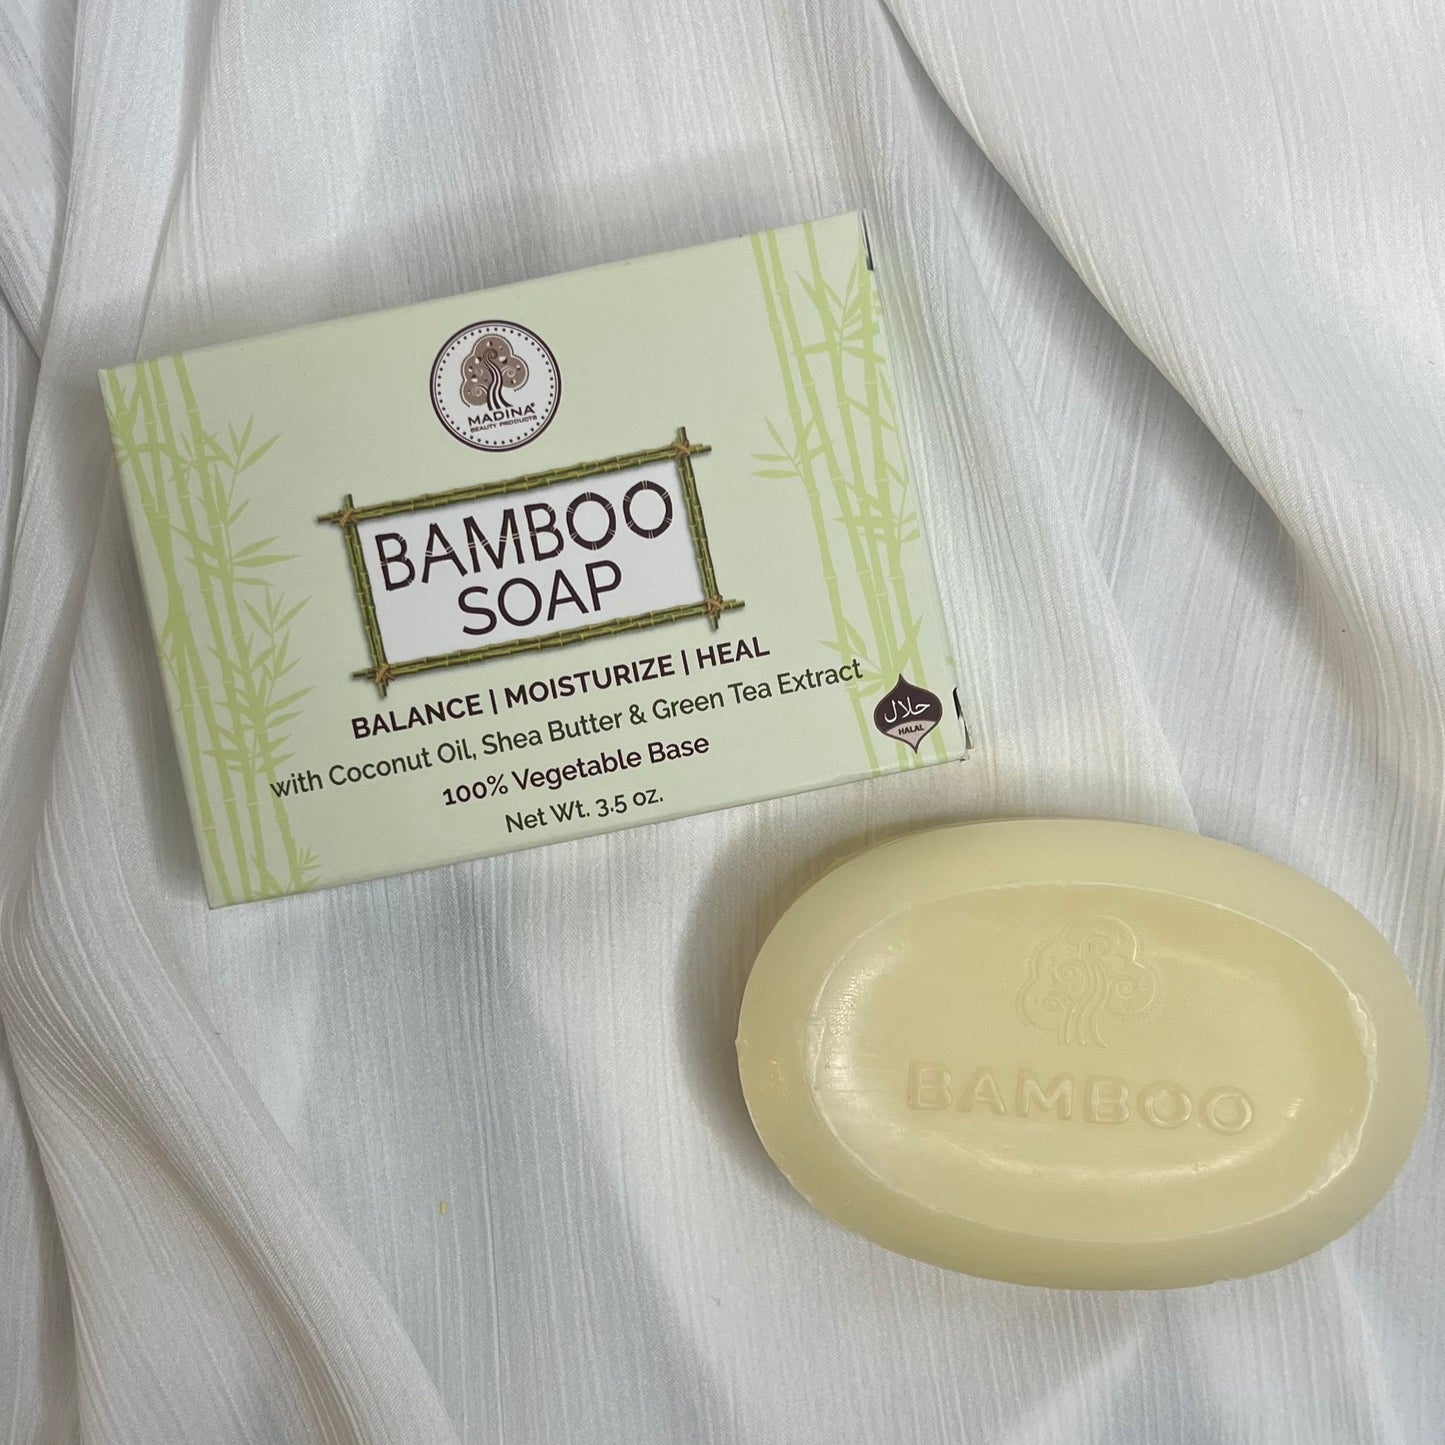 MADINA®
BEAUTY PRODUCTS
BAMBOO
SOAP
BALANCE | MOISTURIZE | HEAL
with Coconut Oil, Shea Butter & Green Tea Extract
100% Vegetable Base
Net Wt. 3.5 oz.
حلال
HALAL
BAMBOO